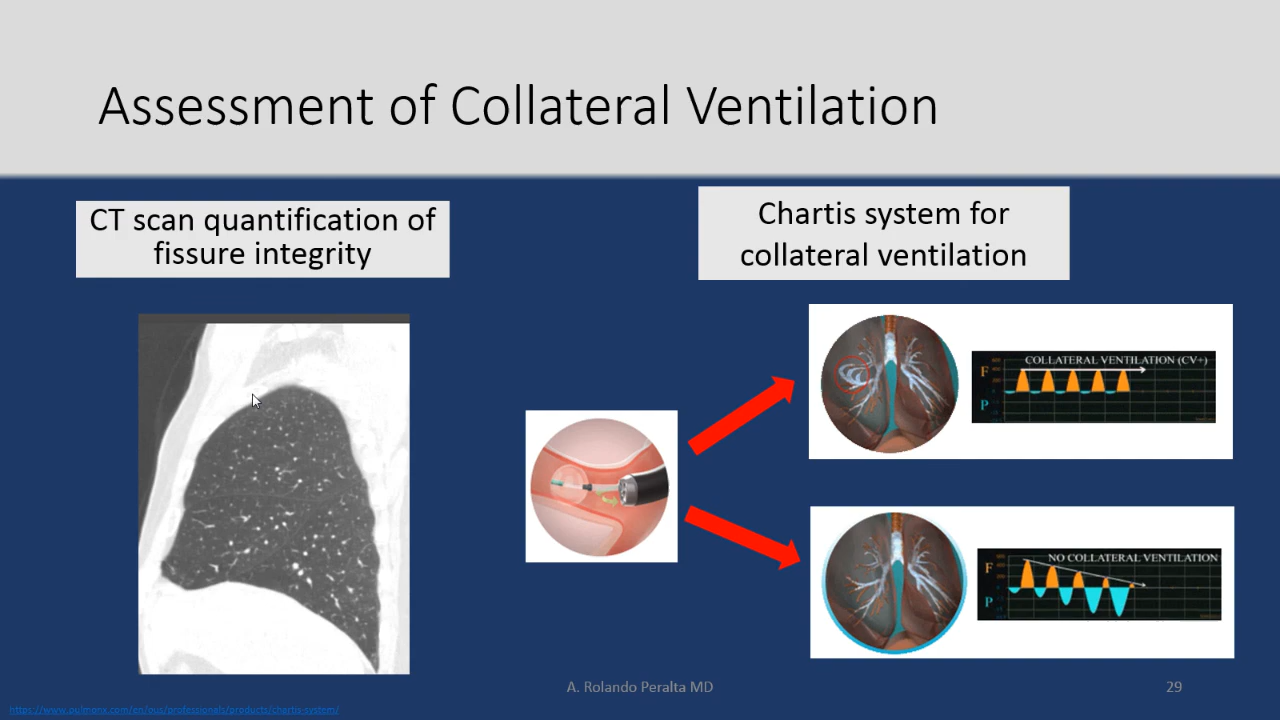 Assessment of Collateral Ventilation
CT scan quantification of
fissure integrity
Chartis system for
collateral ventilation
COLLATERAL VENTILATION (CV+)
F
P
NO COLLATERAL VENTILATION
F
P
A. Rolando Peralta MD
29
https://www.pulmonx.com/en/ous/professionals/products/chartis-system/